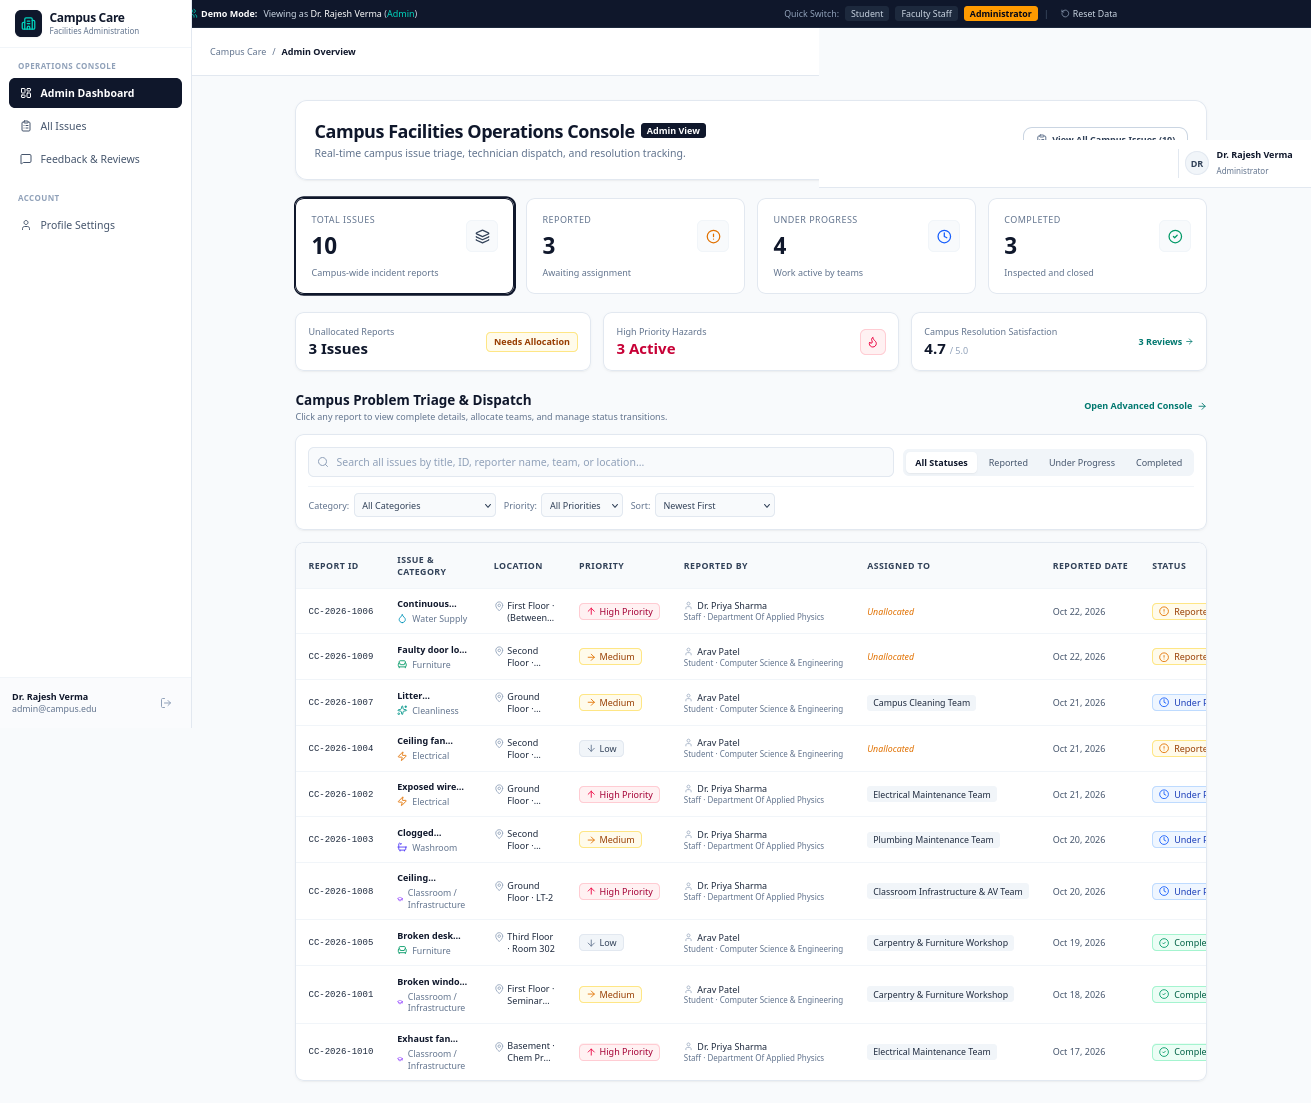 Campus Care
Facilities Administration
Demo Mode: Viewing as Dr. Rajesh Verma (Admin)
Quick Switch: Student Faculty Staff Administrator | Reset Data
Campus Care / Admin Overview
OPERATIONS CONSOLE
Admin Dashboard
All Issues
Feedback & Reviews
ACCOUNT
Profile Settings
Dr. Rajesh Verma
admin@campus.edu
Campus Facilities Operations Console Admin View
Real-time campus issue triage, technician dispatch, and resolution tracking.
View All Campus Issues (10)
DR
Dr. Rajesh Verma
Administrator
TOTAL ISSUES
10
Campus-wide incident reports
REPORTED
3
Awaiting assignment
UNDER PROGRESS
4
Work active by teams
COMPLETED
3
Inspected and closed
Unallocated Reports
3 Issues
Needs Allocation
High Priority Hazards
3 Active
Campus Resolution Satisfaction
4.7 / 5.0
3 Reviews →
Campus Problem Triage & Dispatch
Click any report to view complete details, allocate teams, and manage status transitions.
Open Advanced Console →
Search all issues by title, ID, reporter name, team, or location...
All Statuses Reported Under Progress Completed
Category: All Categories Priority: All Priorities Sort: Newest First
REPORT ID ISSUE & CATEGORY LOCATION PRIORITY REPORTED BY ASSIGNED TO REPORTED DATE STATUS
CC-2026-1006
Continuous...
Water Supply
First Floor ·
(Between...
↑ High Priority
Dr. Priya Sharma
Staff · Department Of Applied Physics
Unallocated
Oct 22, 2026
Reporte
CC-2026-1009
Faulty door lo...
Furniture
Second
Floor ·...
→ Medium
Arav Patel
Student · Computer Science & Engineering
Unallocated
Oct 22, 2026
Reporte
CC-2026-1007
Litter...
Cleanliness
Ground
Floor ·...
→ Medium
Arav Patel
Student · Computer Science & Engineering
Campus Cleaning Team
Oct 21, 2026
Under P
CC-2026-1004
Ceiling fan...
Electrical
Second
Floor ·...
↓ Low
Arav Patel
Student · Computer Science & Engineering
Unallocated
Oct 21, 2026
Reporte
CC-2026-1002
Exposed wire...
Electrical
Ground
Floor ·...
↑ High Priority
Dr. Priya Sharma
Staff · Department Of Applied Physics
Electrical Maintenance Team
Oct 21, 2026
Under P
CC-2026-1003
Clogged...
Washroom
Second
Floor ·...
→ Medium
Dr. Priya Sharma
Staff · Department Of Applied Physics
Plumbing Maintenance Team
Oct 20, 2026
Under P
CC-2026-1008
Ceiling...
Classroom /
Infrastructure
Ground
Floor · LT-2
↑ High Priority
Dr. Priya Sharma
Staff · Department Of Applied Physics
Classroom Infrastructure & AV Team
Oct 20, 2026
Under P
CC-2026-1005
Broken desk...
Furniture
Third Floor
· Room 302
↓ Low
Arav Patel
Student · Computer Science & Engineering
Carpentry & Furniture Workshop
Oct 19, 2026
Comple
CC-2026-1001
Broken windo...
Classroom /
Infrastructure
First Floor ·
Seminar...
→ Medium
Arav Patel
Student · Computer Science & Engineering
Carpentry & Furniture Workshop
Oct 18, 2026
Comple
CC-2026-1010
Exhaust fan...
Classroom /
Infrastructure
Basement ·
Chem Pr...
↑ High Priority
Dr. Priya Sharma
Staff · Department Of Applied Physics
Electrical Maintenance Team
Oct 17, 2026
Comple